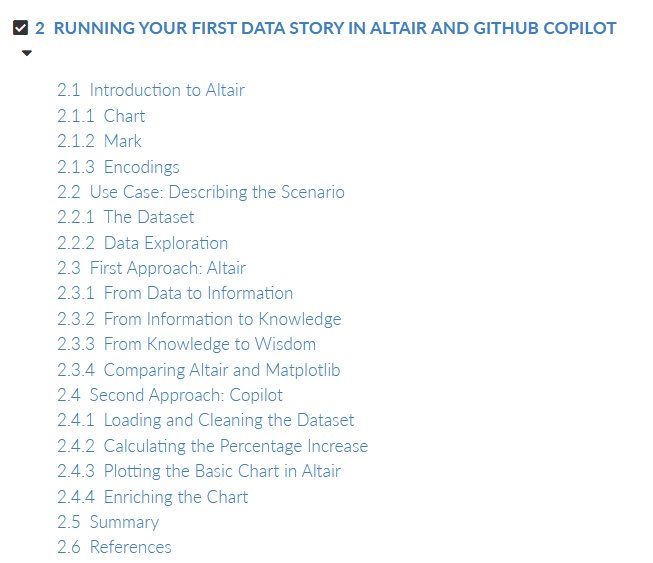 2 RUNNING YOUR FIRST DATA STORY IN ALTAIR AND GITHUB COPILOT
2.1 Introduction to Altair
2.1.1 Chart
2.1.2 Mark
2.1.3 Encodings
2.2 Use Case: Describing the Scenario
2.2.1 The Dataset
2.2.2 Data Exploration
2.3 First Approach: Altair
2.3.1 From Data to Information
2.3.2 From Information to Knowledge
2.3.3 From Knowledge to Wisdom
2.3.4 Comparing Altair and Matplotlib
2.4 Second Approach: Copilot
2.4.1 Loading and Cleaning the Dataset
2.4.2 Calculating the Percentage Increase
2.4.3 Plotting the Basic Chart in Altair
2.4.4 Enriching the Chart
2.5 Summary
2.6 References